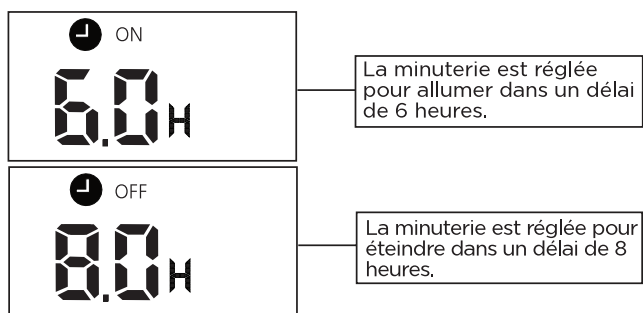 ON
6.0H
La minuterie est réglée
pour allumer dans un délai
de 6 heures.
OFF
8.0H
La minuterie est réglée pour
éteindre dans un délai de 8
heures.